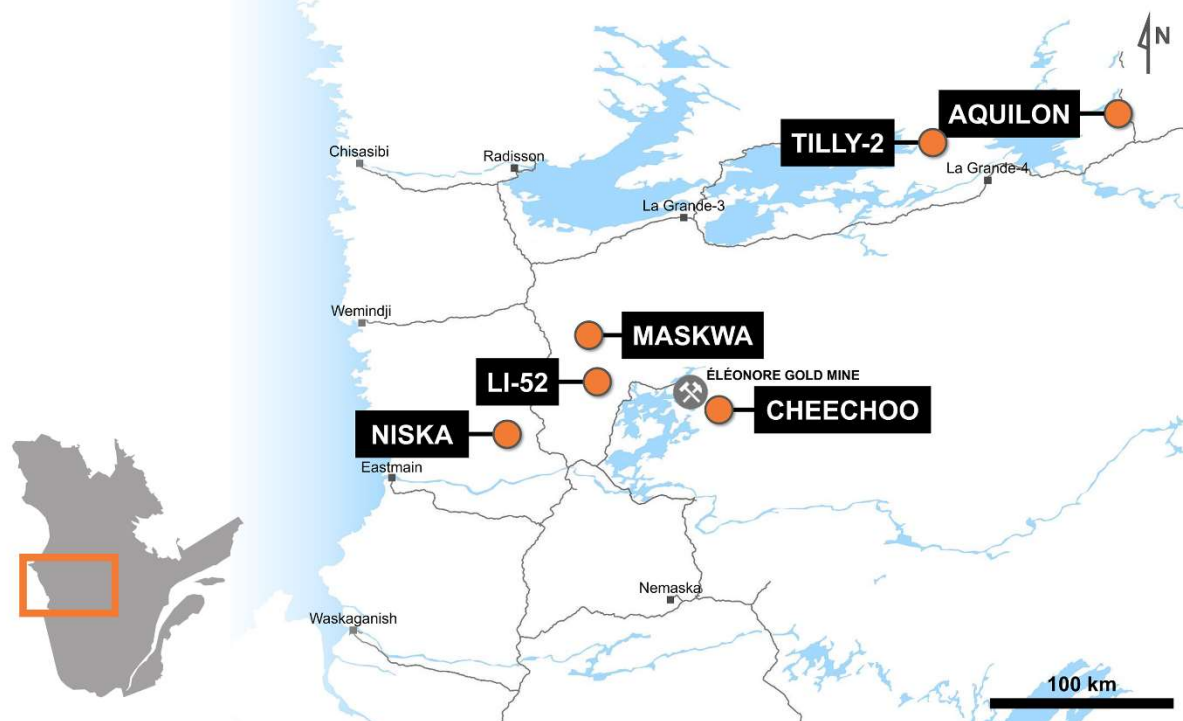 N
AQUILON
TILLY-2
Chisasibi
Radisson
La Grande-4
La Grande-3
Wemindji
MASKWA
ÉLÉONORE GOLD MINE
LI-52
CHEECHOO
NISKA
Eastmain
Nemaska
Waskaganish
100 km